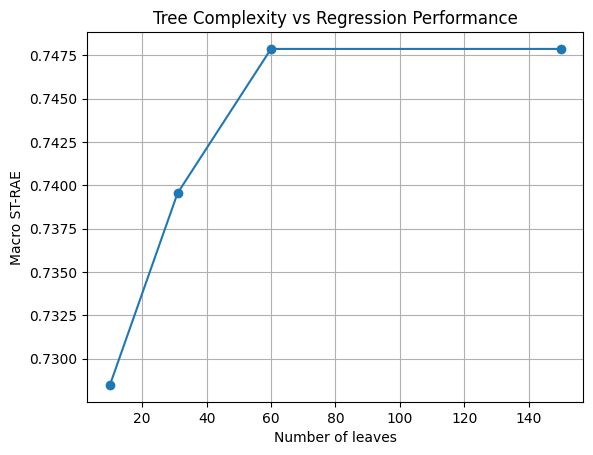 Tree Complexity vs Regression Performance
Macro ST-RAE
0.7475
0.7450
0.7425
0.7400
0.7375
0.7350
0.7325
0.7300
20 40 60 80 100 120 140
Number of leaves